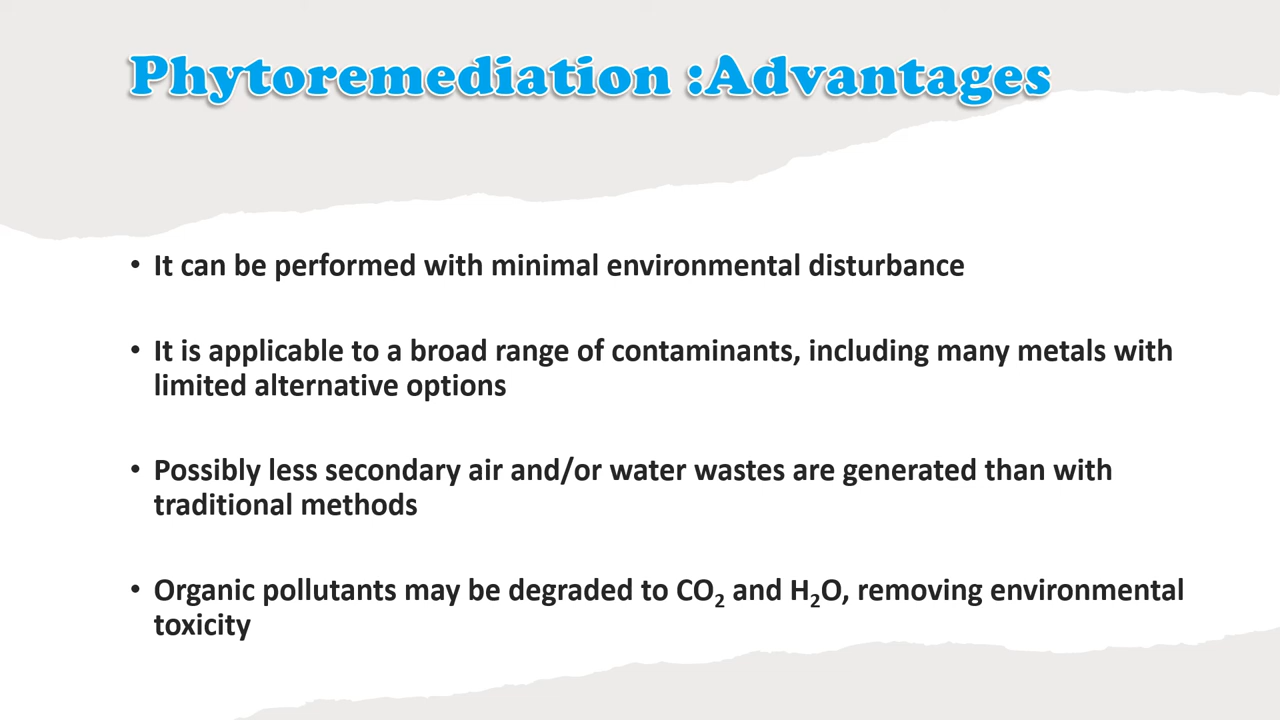 Phytoremediation :Advantages
• It can be performed with minimal environmental disturbance
• It is applicable to a broad range of contaminants, including many metals with
limited alternative options
• Possibly less secondary air and/or water wastes are generated than with
traditional methods
• Organic pollutants may be degraded to CO₂ and H₂O, removing environmental
toxicity